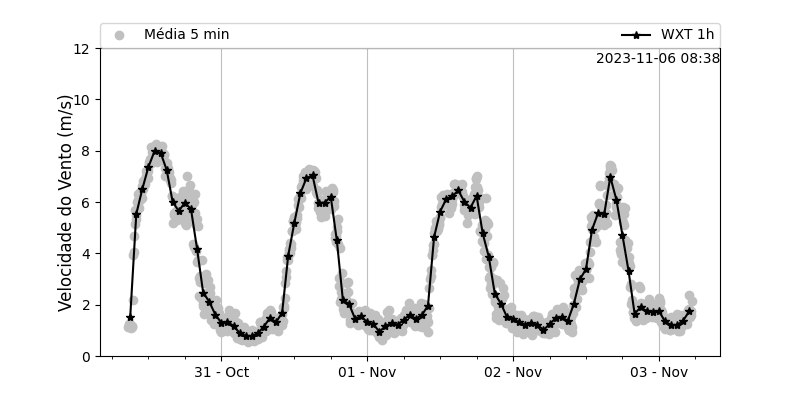 Média 5 min
WXT 1h
2023-11-06 08:38
Velocidade do Vento (m/s)
12
10
8
6
4
2
0
31 - Oct
01 - Nov
02 - Nov
03 - Nov